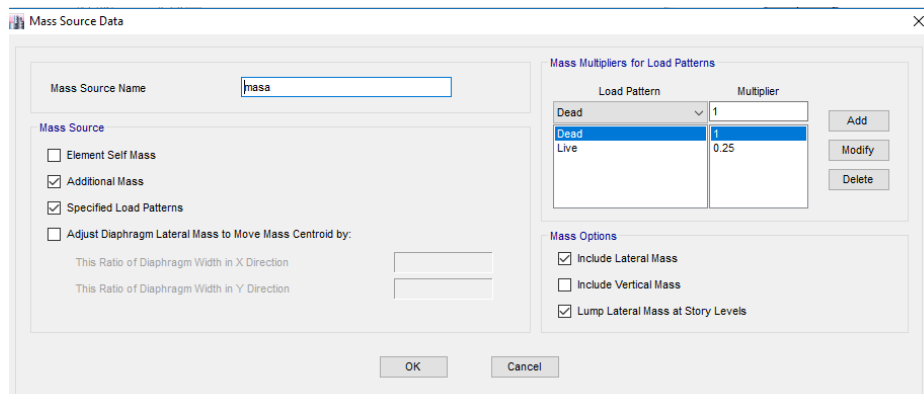 Mass Source Data
Mass Source Name
masa
Mass Source
Element Self Mass
Additional Mass
Specified Load Patterns
Adjust Diaphragm Lateral Mass to Move Mass Centroid by:
This Ratio of Diaphragm Width in X Direction
This Ratio of Diaphragm Width in Y Direction
Mass Multipliers for Load Patterns
Load Pattern Multiplier
Dead 1 Add
Dead 1
Live 0.25 Modify
Delete
Mass Options
Include Lateral Mass
Include Vertical Mass
Lump Lateral Mass at Story Levels
OK Cancel